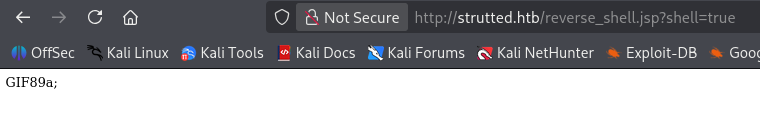 Not Secure http://strutted.htb/reverse_shell.jsp?shell=true
OffSec Kali Linux Kali Tools Kali Docs Kali Forums Kali NetHunter Exploit-DB Goog
GIF89a;